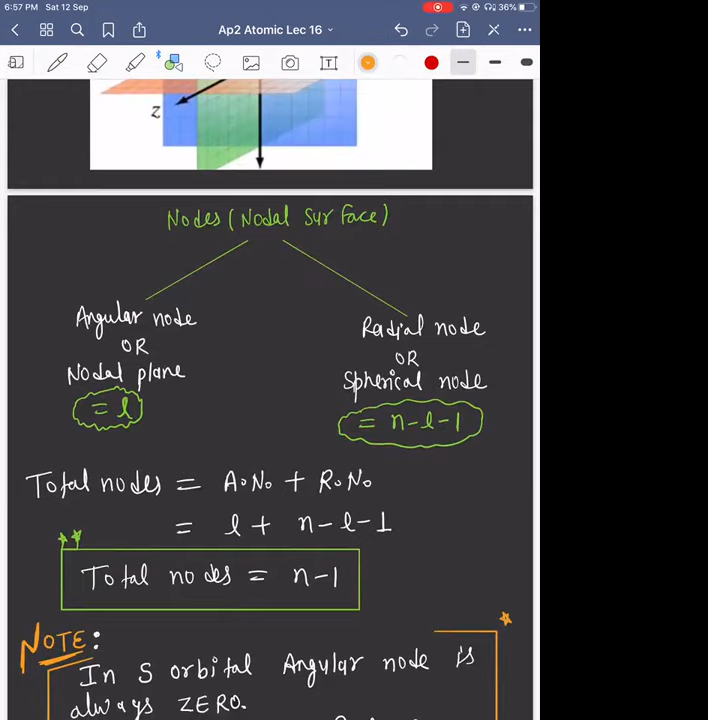 6:57 PM Sat 12 Sep
36%
Ap2 Atomic Lec 16
T
Z
Nodes (Nodal Surface)
Angular node
OR
Nodal plane
= l
Radial node
OR
Spherical node
= n-l-1
Total nodes = A.N. + R.N.
= l + n-l-1
Total nodes = n-1
NOTE:
In S orbital Angular node is
always ZERO.